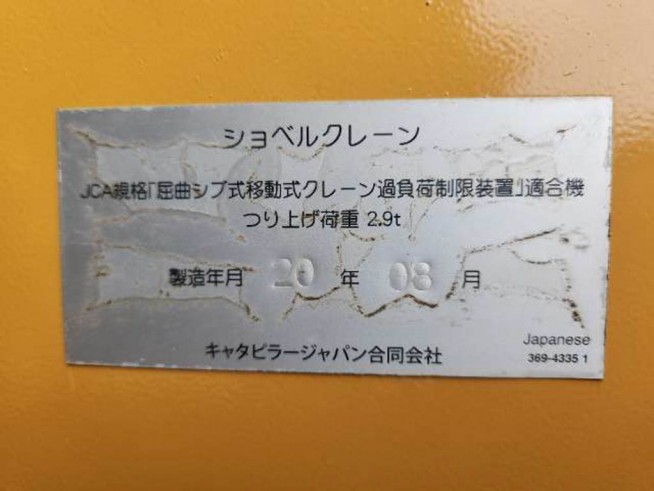 ショベルクレーン
JCA規格「屈曲ジブ式移動式クレーン過負荷制限装置」適合機
つり上げ荷重 2.9t
製造年月 20 年 08 月
キャタピラージャパン合同会社
Japanese
369-4335 1